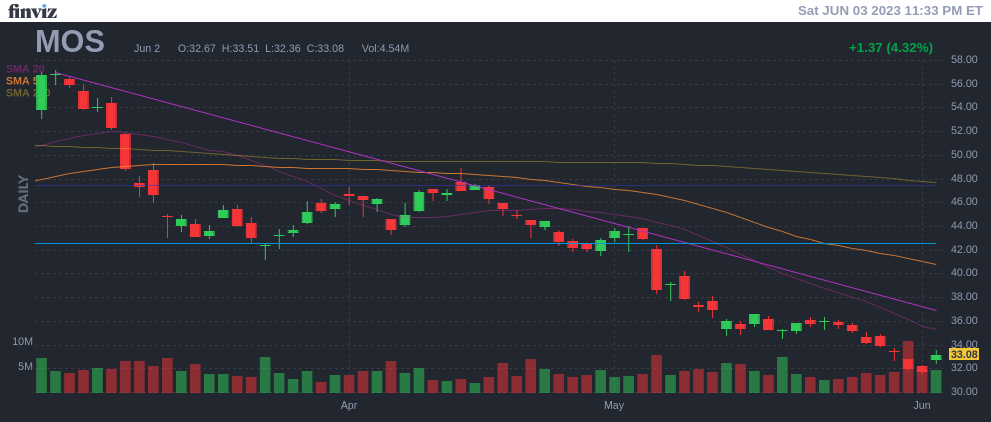 finviz
Sat JUN 03 2023 11:33 PM ET
MOS
Jun 2 O:32.67 H:33.51 L:32.36 C:33.08 Vol:4.54M
+1.37 (4.32%)
SMA 20
SMA
SMA
DAILY
58.00
56.00
54.00
52.00
50.00
48.00
46.00
44.00
42.00
40.00
38.00
36.00
34.00
33.08
32.00
30.00
10M
5M
Apr
May
Jun